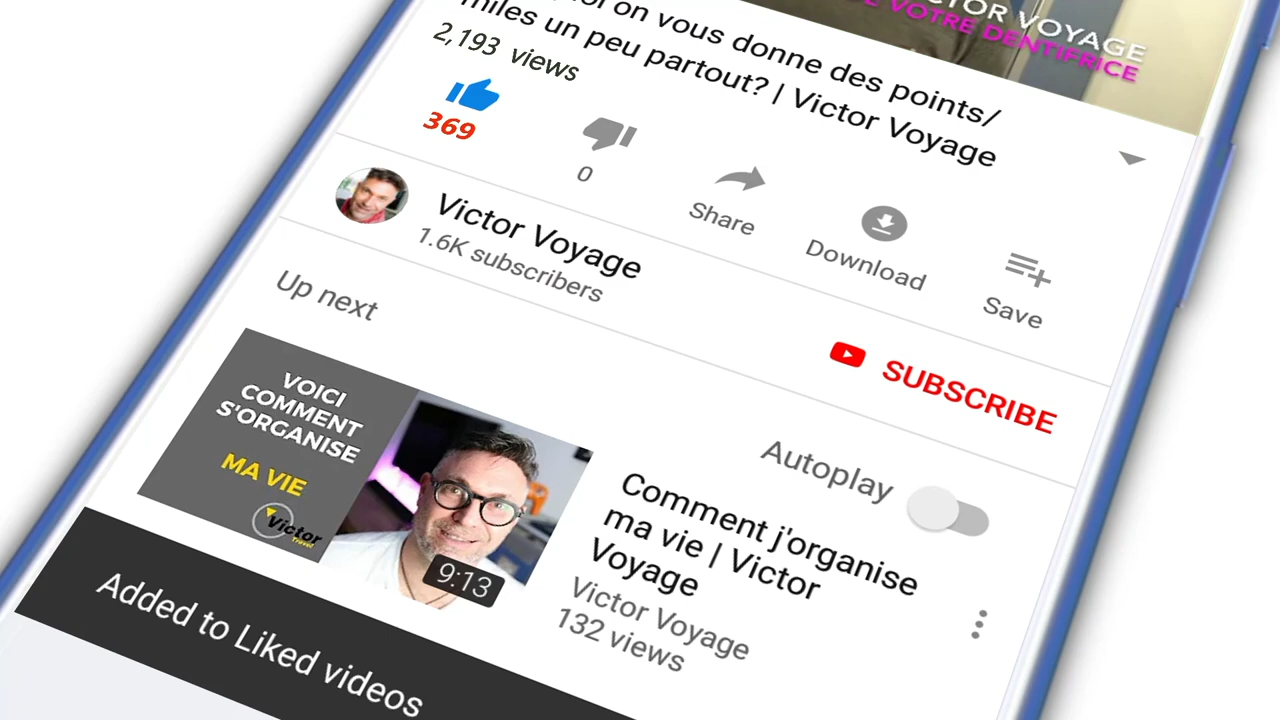 CTOR VOYAGE
DE VOTRE DENTIFRICE
on vous donne des points/
miles un peu partout? | Victor Voyage
2,193 views
369
0
Share
Download
Save
Victor Voyage
1.6K subscribers
SUBSCRIBE
Up next
Autoplay
VOICI
COMMENT
S'ORGANISE
MA VIE
Victor
Travel
9:13
Comment j'organise
ma vie | Victor
Voyage
Victor Voyage
132 views
Added to Liked videos